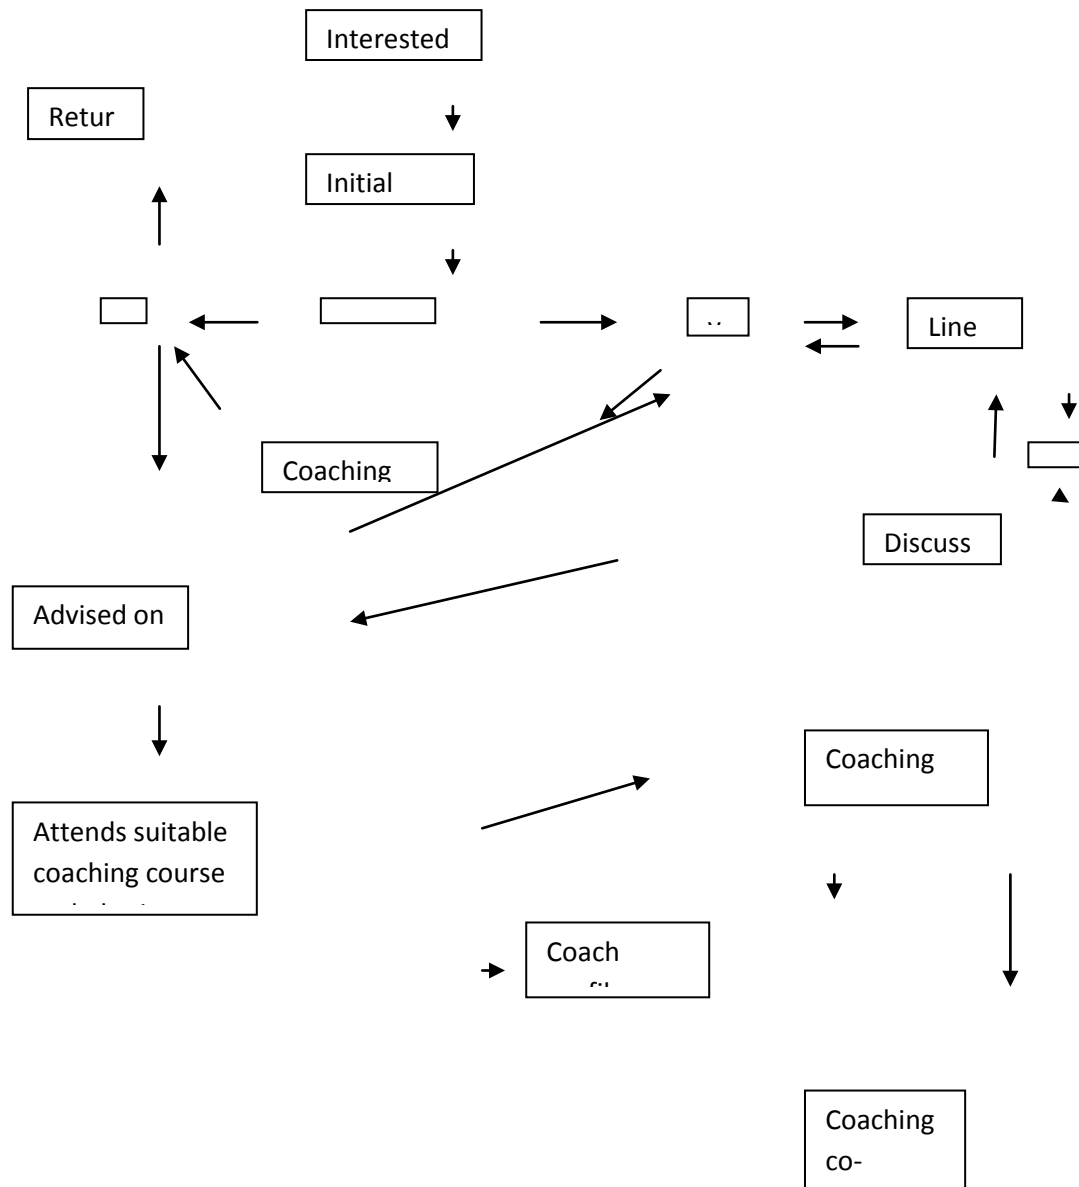 Interested
Retur
Initial
Line
Coaching
Discuss
Advised on
Coaching
Attends suitable
coaching course
Coach
Coaching
co-